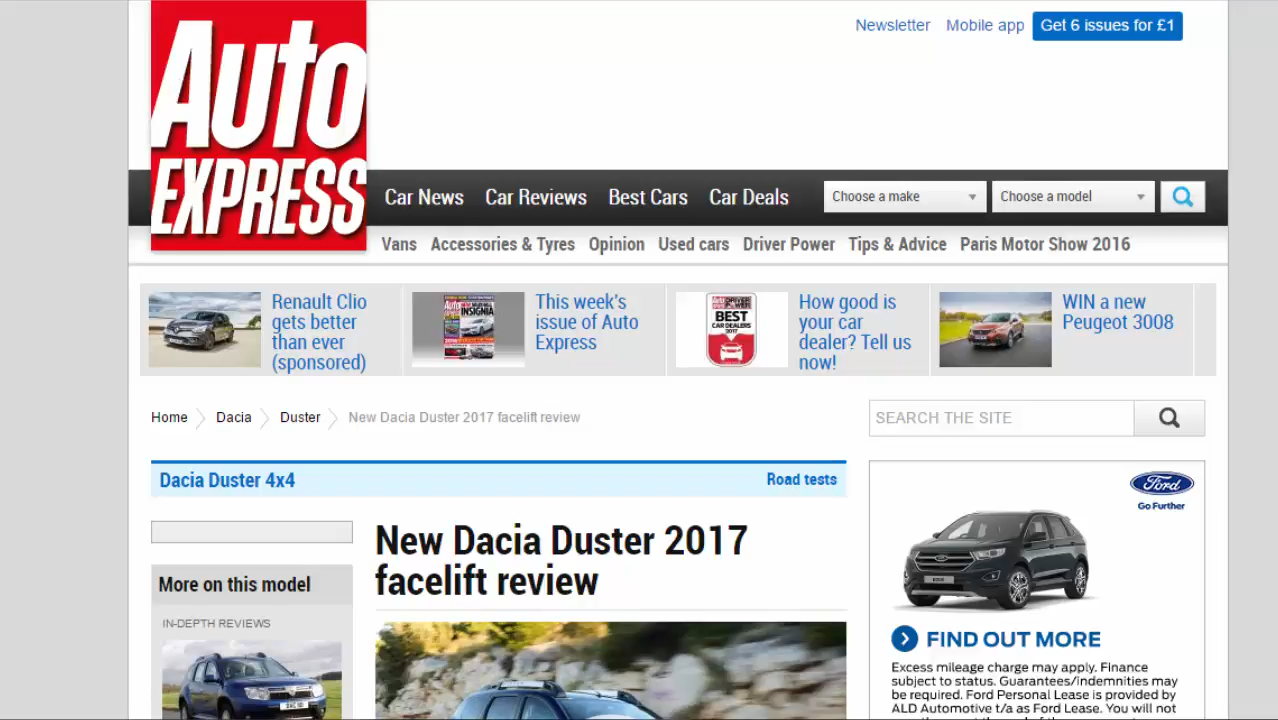 Auto
EXPRESS
Newsletter Mobile app Get 6 issues for £1
Car News Car Reviews Best Cars Car Deals Choose a make Choose a model
Vans Accessories & Tyres Opinion Used cars Driver Power Tips & Advice Paris Motor Show 2016
Renault Clio
gets better
than ever
(sponsored)
Auto
INSIGNIA
This week's
issue of Auto
Express
BEST
CAR DEALERS
2017
How good is
your car
dealer? Tell us
now!
WIN a new
Peugeot 3008
Home Dacia Duster New Dacia Duster 2017 facelift review
SEARCH THE SITE
Dacia Duster 4x4 Road tests
New Dacia Duster 2017
facelift review
More on this model
IN-DEPTH REVIEWS
Ford
Go Further
FIND OUT MORE
Excess mileage charge may apply. Finance
subject to status. Guarantees/indemnities may
be required. Ford Personal Lease is provided by
ALD Automotive t/a as Ford Lease. You will not